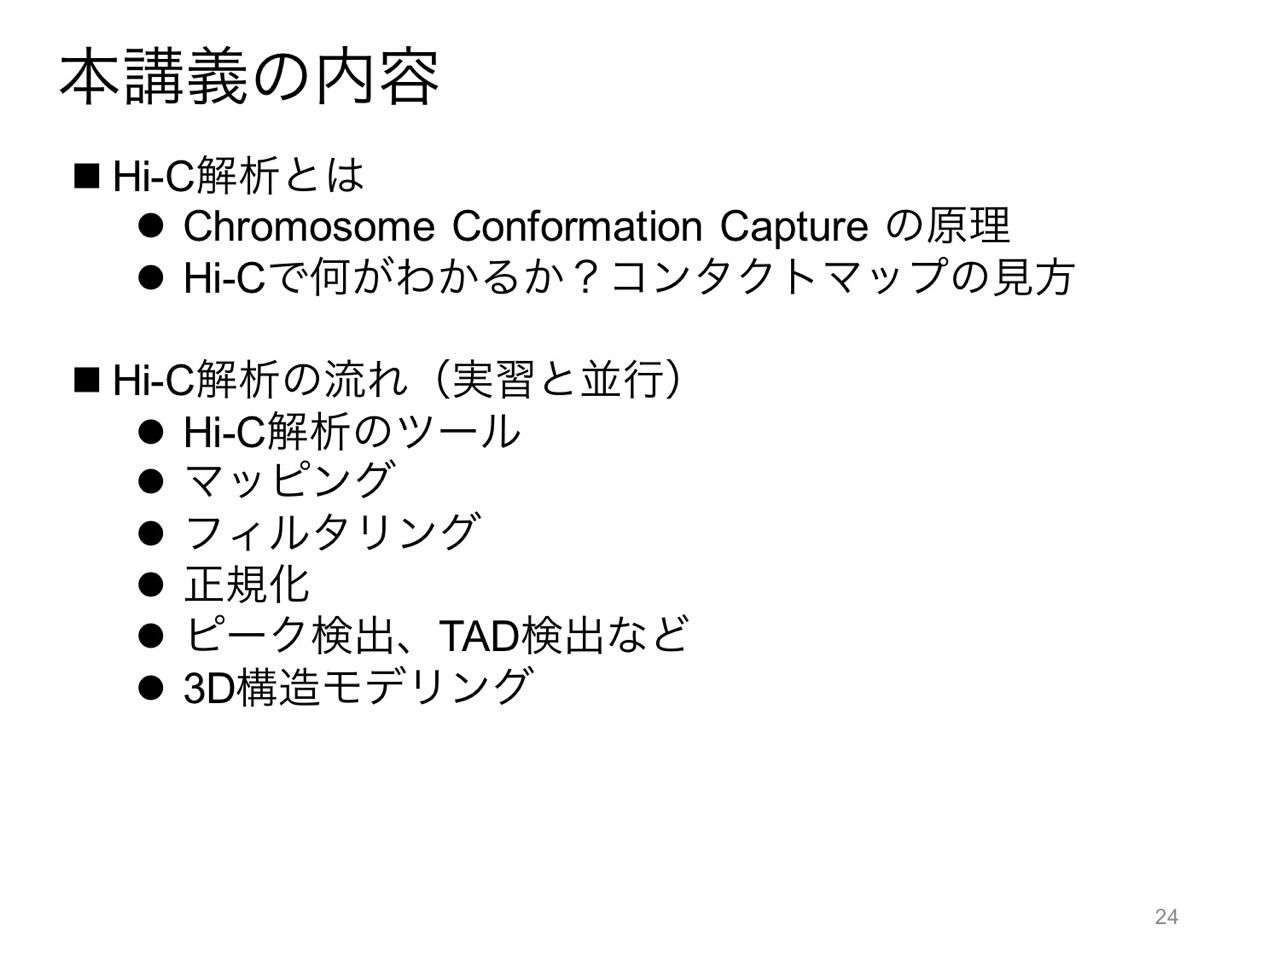 本講義の内容
■ Hi-C解析とは
● Chromosome Conformation Capture の原理
● Hi-Cで何がわかるか？コンタクトマップの見方
■ Hi-C解析の流れ（実習と並行）
● Hi-C解析のツール
● マッピング
● フィルタリング
● 正規化
● ピーク検出、TAD検出など
● 3D構造モデリング
24